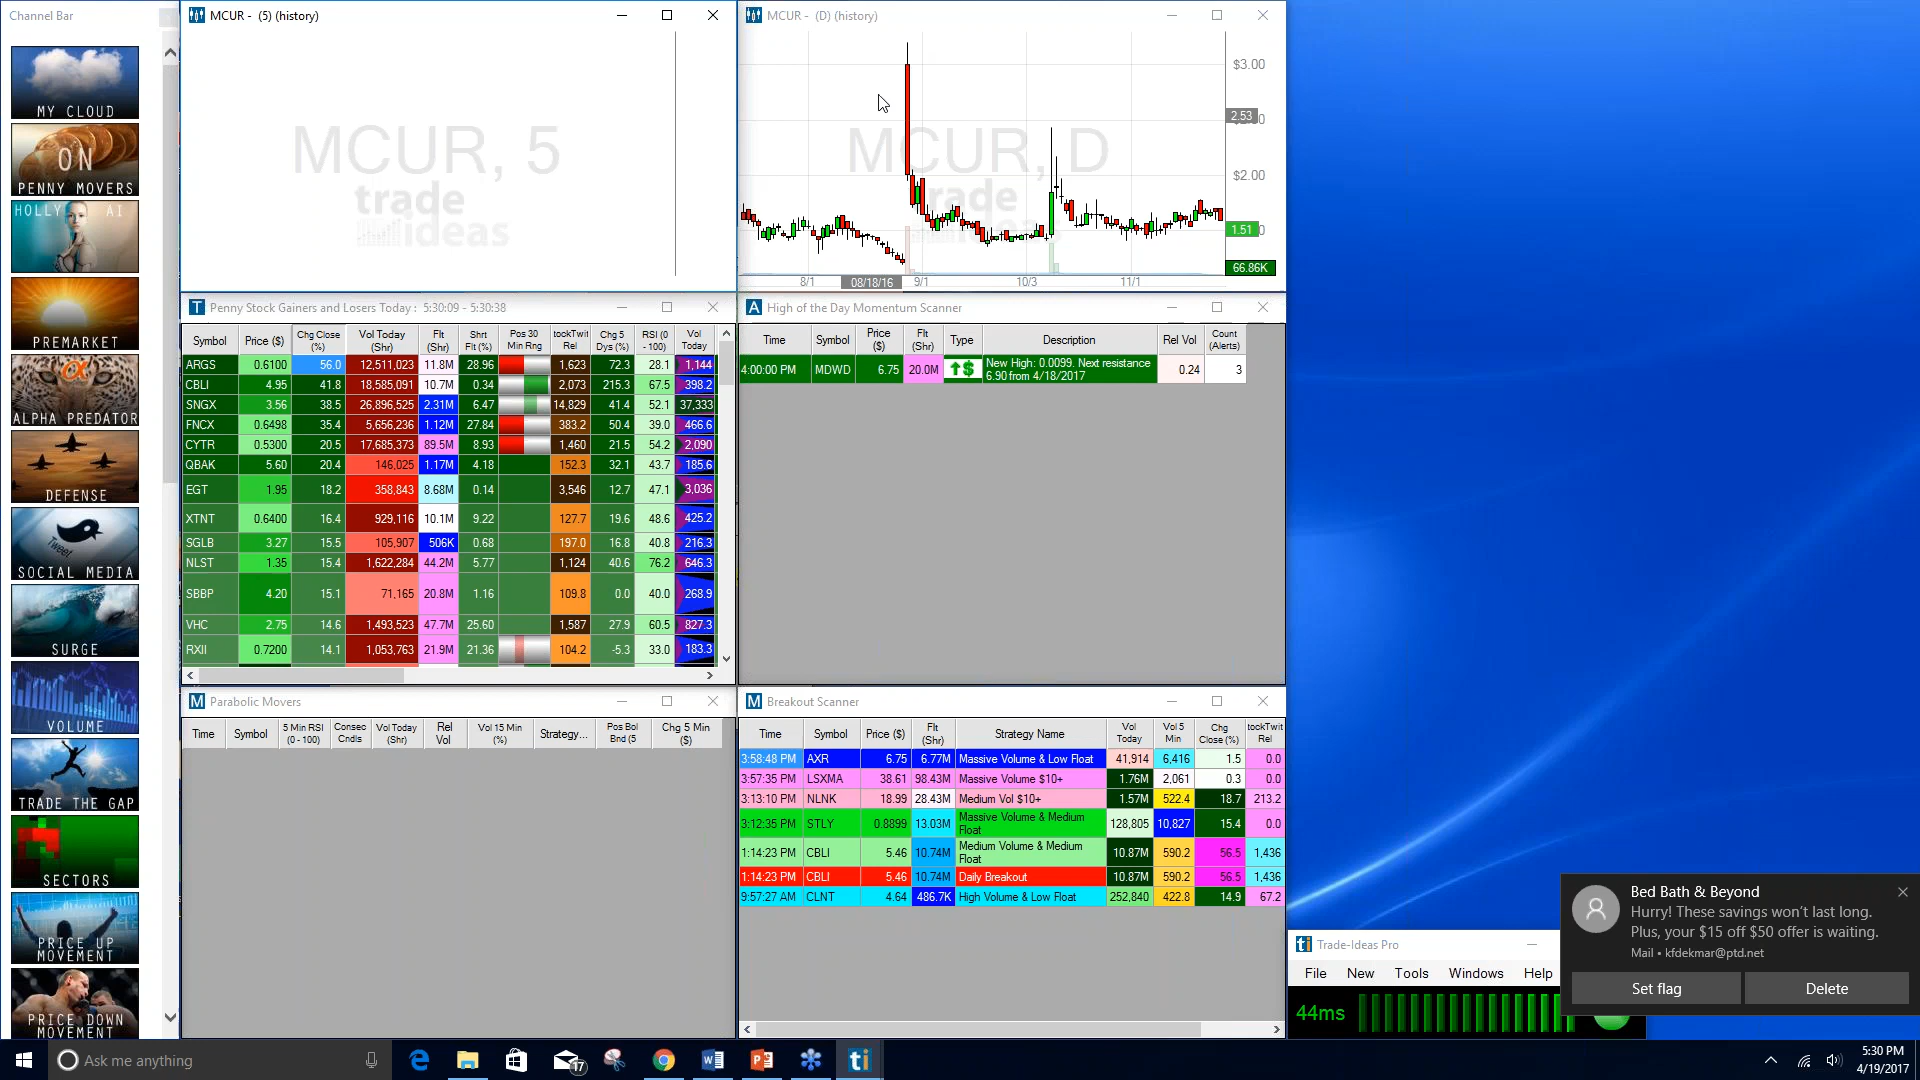 Channel Bar
MY CLOUD
ON
PENNY MOVERS
HOLLY AI
PREMARKET
α
ALPHA PREDATOR
DEFENSE
Tweet
SOCIAL MEDIA
SURGE
VOLUME
TRADE THE GAP
SECTORS
PRICE UP
MOVEMENT
PRICE DOWN
MOVEMENT
MCUR - (5) (history)
MCUR, 5
trade
ideas
MCUR - (D) (history)
MCUR, D
trade
ideas
$3.00
2.53
$2.00
1.51
66.86K
8/1 08/18/16 9/1 10/3 11/1
T Penny Stock Gainers and Losers Today : 5:30:09 - 5:30:38
Symbol Price ($) Chg Close (%) Vol Today (Shr) Flt (Shr) Shrt Flt (%) Pos 30 Min Rng tockTwit Rel Chg 5 Dys (%) RSI (0 - 100) Vol Today
ARGS 0.6100 56.0 12,511,023 11.8M 28.96 1,623 72.3 28.1 1,144
CBLI 4.95 41.8 18,585,091 10.7M 0.34 2,073 215.3 67.5 398.2
SNGX 3.56 38.5 26,896,525 2.31M 6.47 14,829 41.4 52.1 37,333
FNCX 0.6498 35.4 5,656,236 1.12M 27.84 383.2 50.4 39.0 466.6
CYTR 0.5300 20.5 17,685,373 89.5M 8.93 1,460 21.5 54.2 2,090
QBAK 5.60 20.4 146,025 1.17M 4.18 152.3 32.1 43.7 185.6
EGT 1.95 18.2 358,843 8.68M 0.14 3,546 12.7 47.1 3,036
XTNT 0.6400 16.4 929,116 10.1M 9.22 127.7 19.6 48.6 425.2
SGLB 3.27 15.5 105,907 506K 0.68 197.0 16.8 40.8 216.3
NLST 1.35 15.4 1,622,284 44.2M 5.77 1,124 40.6 76.2 646.3
SBBP 4.20 15.1 71,165 20.8M 1.16 109.8 0.0 40.0 268.9
VHC 2.75 14.6 1,493,523 47.7M 25.60 1,587 27.9 60.5 827.3
RXII 0.7200 14.1 1,053,763 21.9M 21.36 104.2 -5.3 33.0 183.3
A High of the Day Momentum Scanner
Time Symbol Price ($) Flt (Shr) Type Description Rel Vol Count (Alerts)
4:00:00 PM MDWD 6.75 20.0M $ New High: 0.0099. Next resistance 6.90 from 4/18/2017 0.24 3
M Parabolic Movers
Time Symbol 5 Min RSI (0 - 100) Consec Cndls Vol Today (Shr) Rel Vol Vol 15 Min (%) Strategy... Pos Bol Bnd (5 Chg 5 Min ($)
M Breakout Scanner
Time Symbol Price ($) Flt (Shr) Strategy Name Vol Today Vol 5 Min Chg Close (%) tockTwit Rel
3:58:48 PM AXR 6.75 6.77M Massive Volume & Low Float 41,914 6,416 1.5 0.0
3:57:35 PM LSXMA 38.61 98.43M Massive Volume $10+ 1.76M 2,061 0.3 0.0
3:13:10 PM NLNK 18.99 28.43M Medium Vol $10+ 1.57M 522.4 18.7 213.2
3:12:35 PM STLY 0.8899 13.03M Massive Volume & Medium Float 128,805 10,827 15.4 0.0
1:14:23 PM CBLI 5.46 10.74M Medium Volume & Medium Float 10.87M 590.2 56.5 1,436
1:14:23 PM CBLI 5.46 10.74M Daily Breakout 10.87M 590.2 56.5 1,436
9:57:27 AM CLNT 4.64 486.7K High Volume & Low Float 252,840 422.8 14.9 67.2
ti Trade-Ideas Pro
File New Tools Windows Help
44ms
Bed Bath & Beyond
Hurry! These savings won't last long.
Plus, your $15 off $50 offer is waiting.
Mail • kfdekmar@ptd.net
Set flag Delete
Ask me anything
17
ti
5:30 PM
4/19/2017